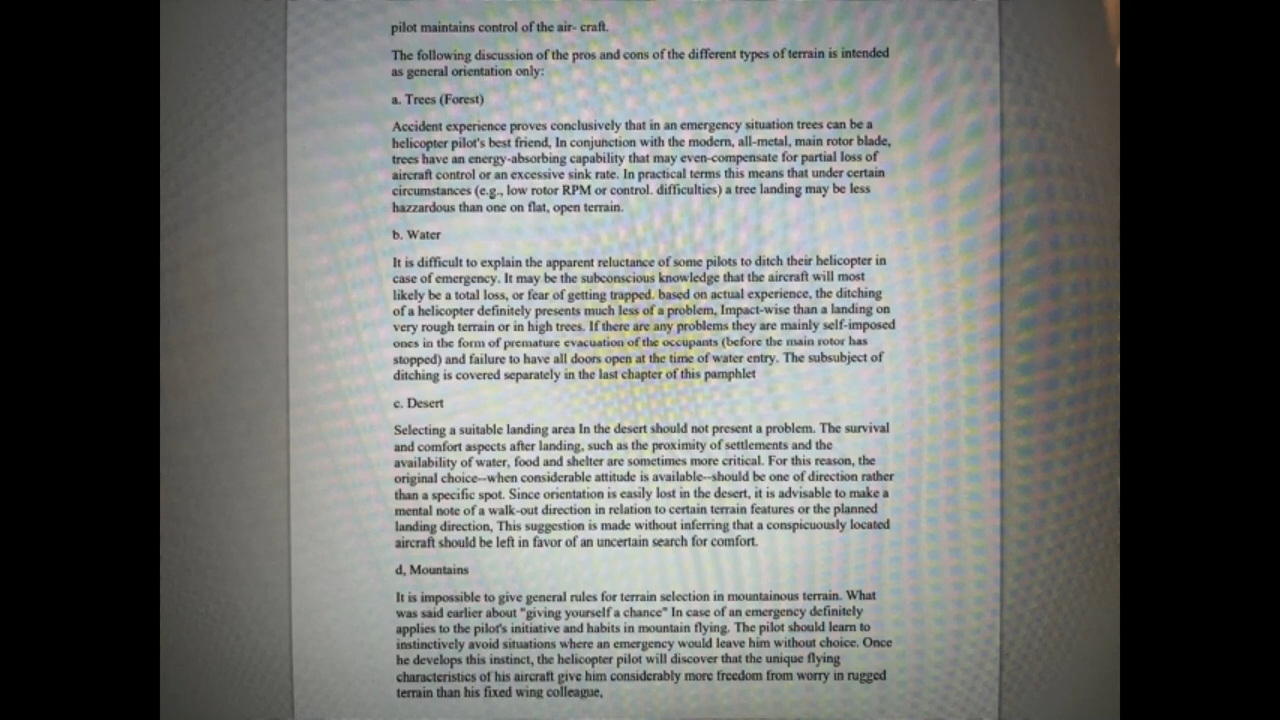 pilot maintains control of the air- craft.
The following discussion of the pros and cons of the different types of terrain is intended
as general orientation only:
a. Trees (Forest)
Accident experience proves conclusively that in an emergency situation trees can be a
helicopter pilot's best friend, In conjunction with the modern, all-metal, main rotor blade,
trees have an energy-absorbing capability that may even-compensate for partial loss of
aircraft control or an excessive sink rate. In practical terms this means that under certain
circumstances (e.g., low rotor RPM or control. difficulties) a tree landing may be less
hazzardous than one on flat, open terrain.
b. Water
It is difficult to explain the apparent reluctance of some pilots to ditch their helicopter in
case of emergency. It may be the subconscious knowledge that the aircraft will most
likely be a total loss, or fear of getting trapped. based on actual experience, the ditching
of a helicopter definitely presents much less of a problem, Impact-wise than a landing on
very rough terrain or in high trees. If there are any problems they are mainly self-imposed
ones in the form of premature evacuation of the occupants (before the main rotor has
stopped) and failure to have all doors open at the time of water entry. The subsubject of
ditching is covered separately in the last chapter of this pamphlet
c. Desert
Selecting a suitable landing area In the desert should not present a problem. The survival
and comfort aspects after landing, such as the proximity of settlements and the
availability of water, food and shelter are sometimes more critical. For this reason, the
original choice--when considerable attitude is available--should be one of direction rather
than a specific spot. Since orientation is easily lost in the desert, it is advisable to make a
mental note of a walk-out direction in relation to certain terrain features or the planned
landing direction, This suggestion is made without inferring that a conspicuously located
aircraft should be left in favor of an uncertain search for comfort.
d, Mountains
It is impossible to give general rules for terrain selection in mountainous terrain. What
was said earlier about "giving yourself a chance" In case of an emergency definitely
applies to the pilot's initiative and habits in mountain flying. The pilot should learn to
instinctively avoid situations where an emergency would leave him without choice. Once
he develops this instinct, the helicopter pilot will discover that the unique flying
characteristics of his aircraft give him considerably more freedom from worry in rugged
terrain than his fixed wing colleague,